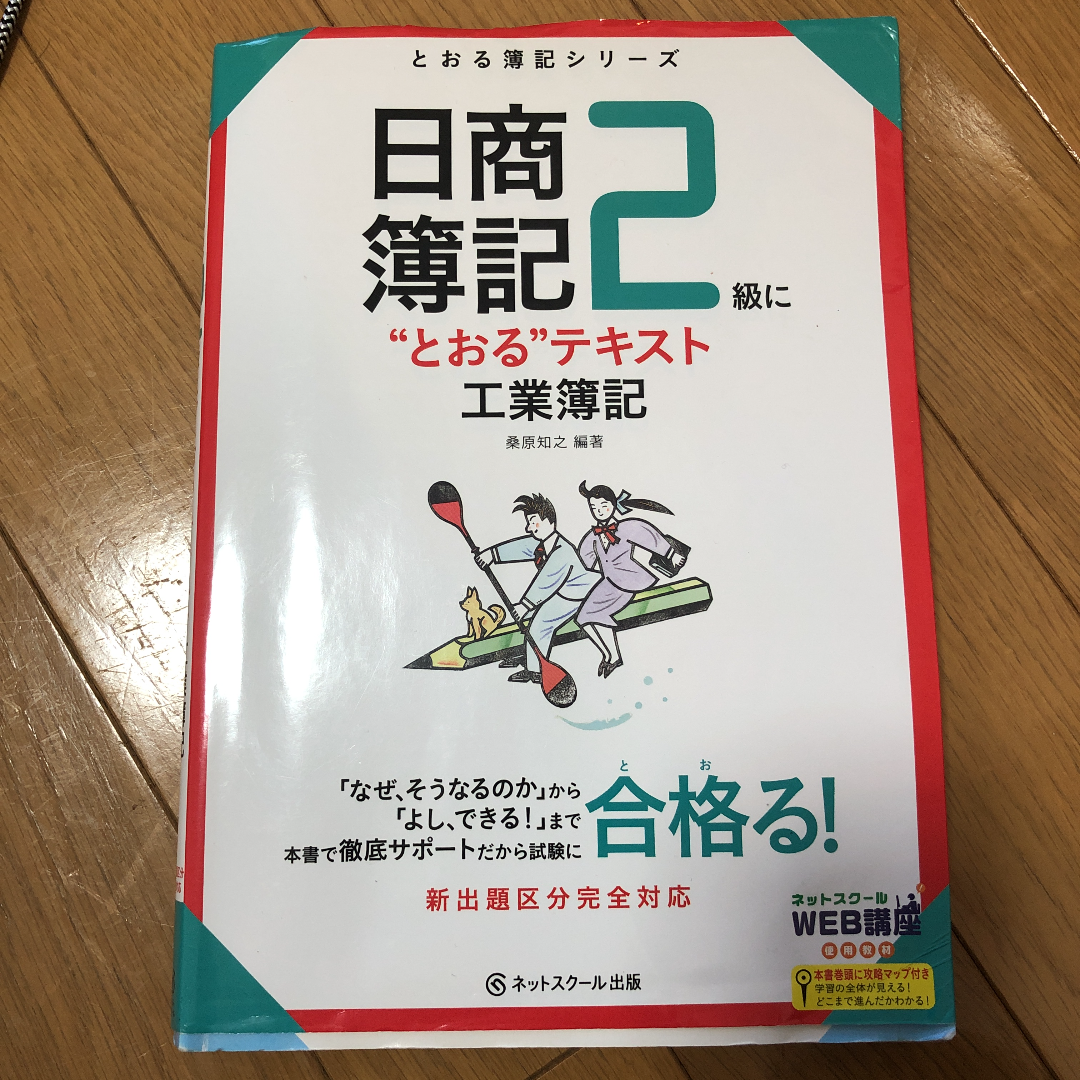 とおる簿記シリーズ
日商
簿記
2
級に
“とおる”テキスト
工業簿記
桑原知之 編著
「なぜ、そうなるのか」から
「よし、できる!」まで
本書で徹底サポートだから試験に
とお
合格る!
新出題区分完全対応
ネットスクール
WEB講座
使用教材
本書巻頭に攻略マップ付き
学習の全体が見える!
どこまで進んだかわかる!
ネットスクール出版